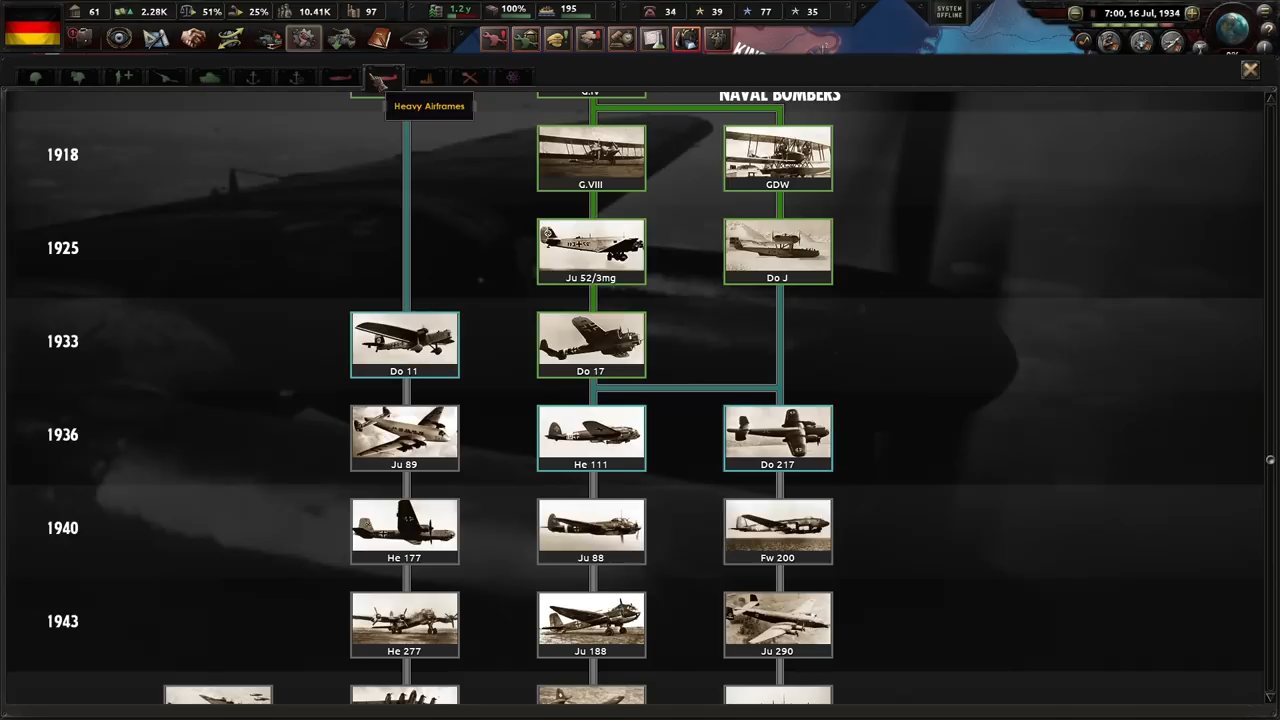 61 2.28K 51% 25% 10.41K 97 1.2 y 100% 195 34 39 77 35 SYSTEM OFFLINE 7:00, 16 Jul, 1934
Heavy Airframes
G.IV NAVAL BOMBERS
1918
G.VIII GDW
1925
Ju 52/3mg Do J
1933
Do 11 Do 17
1936
Ju 89 He 111 Do 217
1940
He 177 Ju 88 Fw 200
1943
He 277 Ju 188 Ju 290